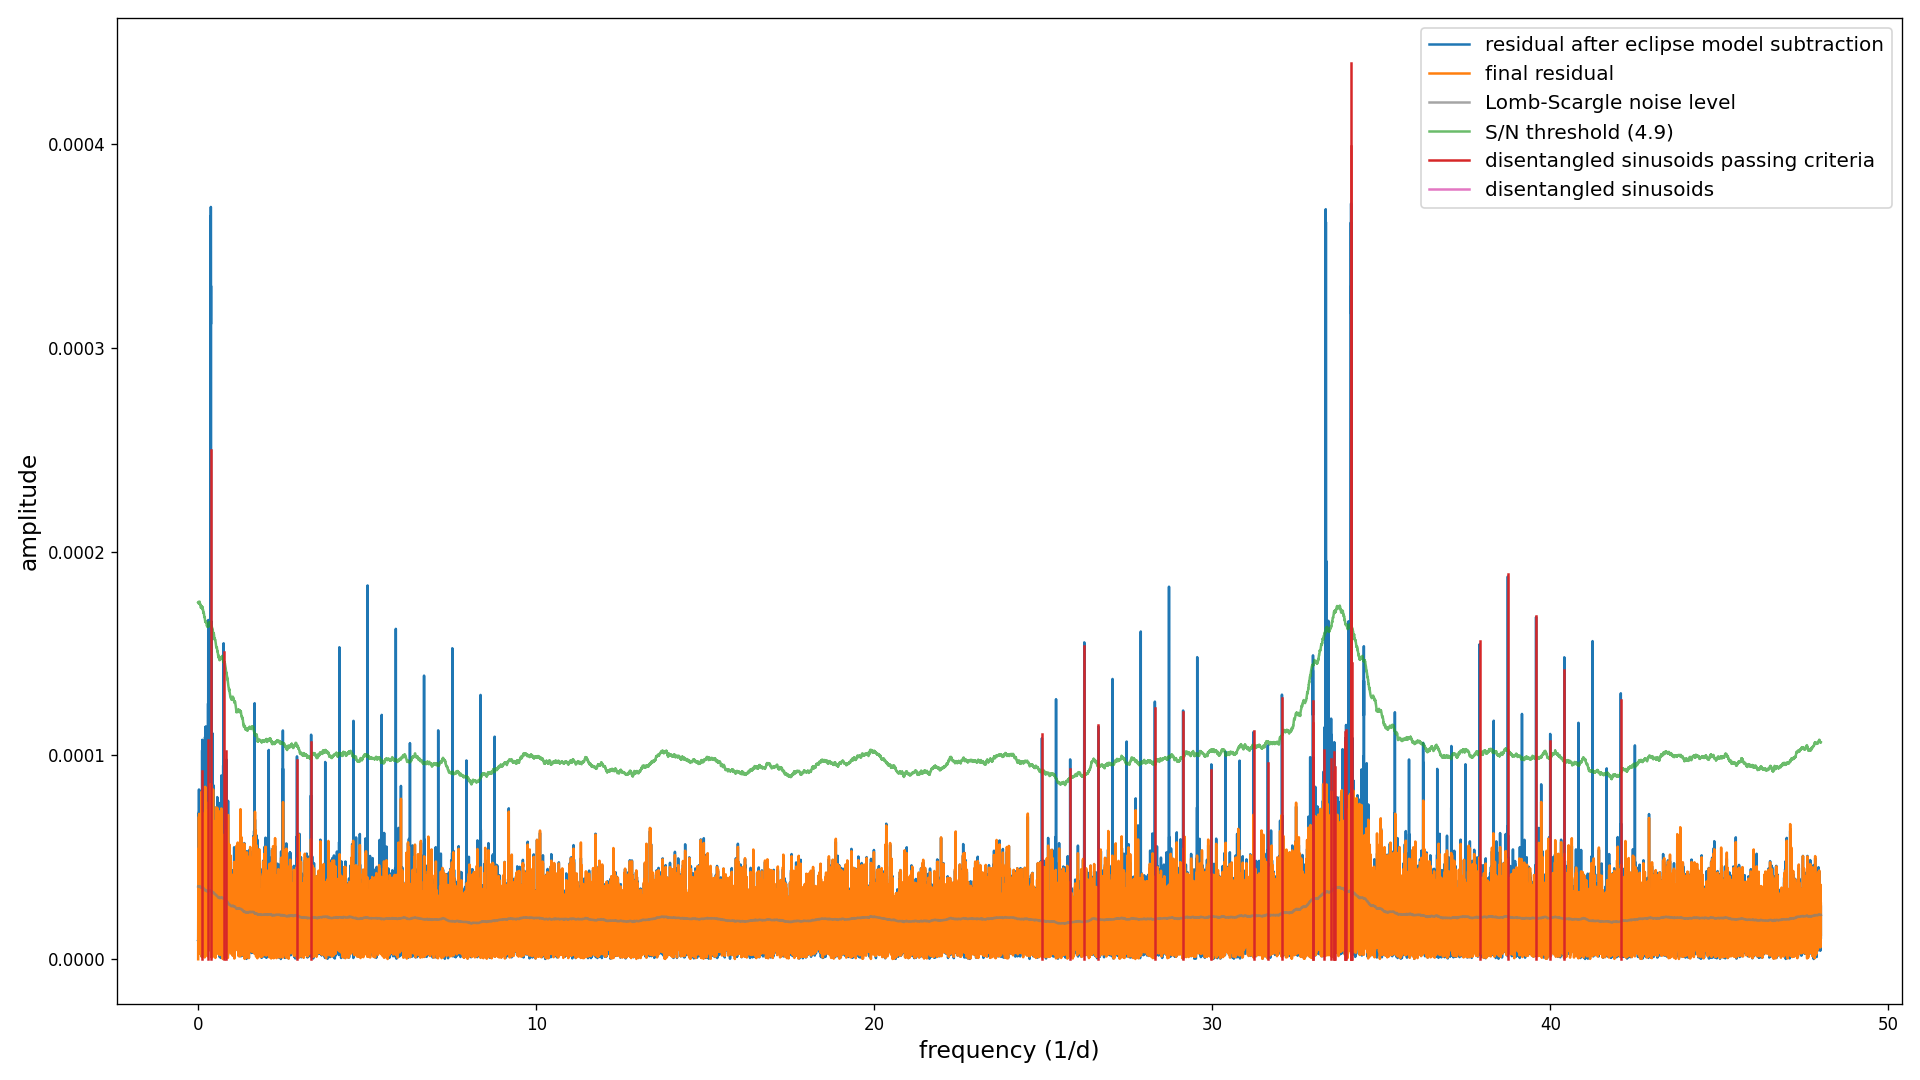 residual after eclipse model subtraction
final residual
Lomb-Scargle noise level
S/N threshold (4.9)
disentangled sinusoids passing criteria
disentangled sinusoids
0.0004
0.0003
0.0002
0.0001
0.0000
amplitude
0 10 20 30 40 50
frequency (1/d)